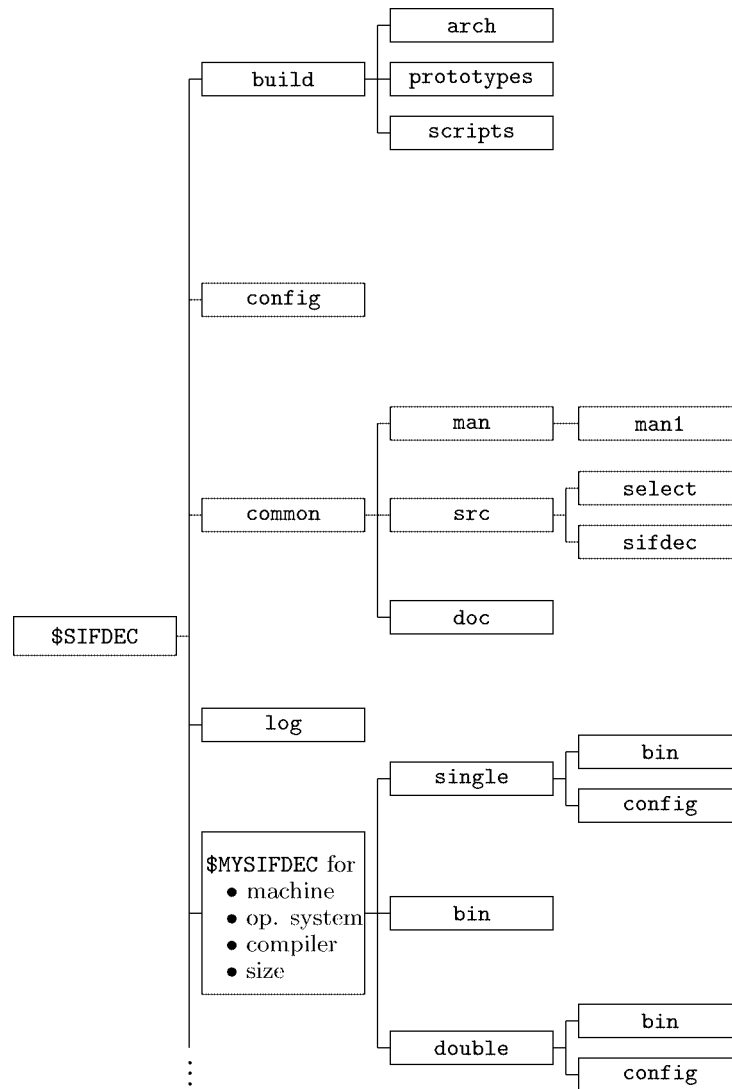 arch
build
prototypes
scripts
config
man
man1
select
common
src
sifdec
doc
$SIFDEC
log
bin
single
config
$MYSIFDEC for
• machine
• op. system
• compiler
• size
bin
bin
double
config